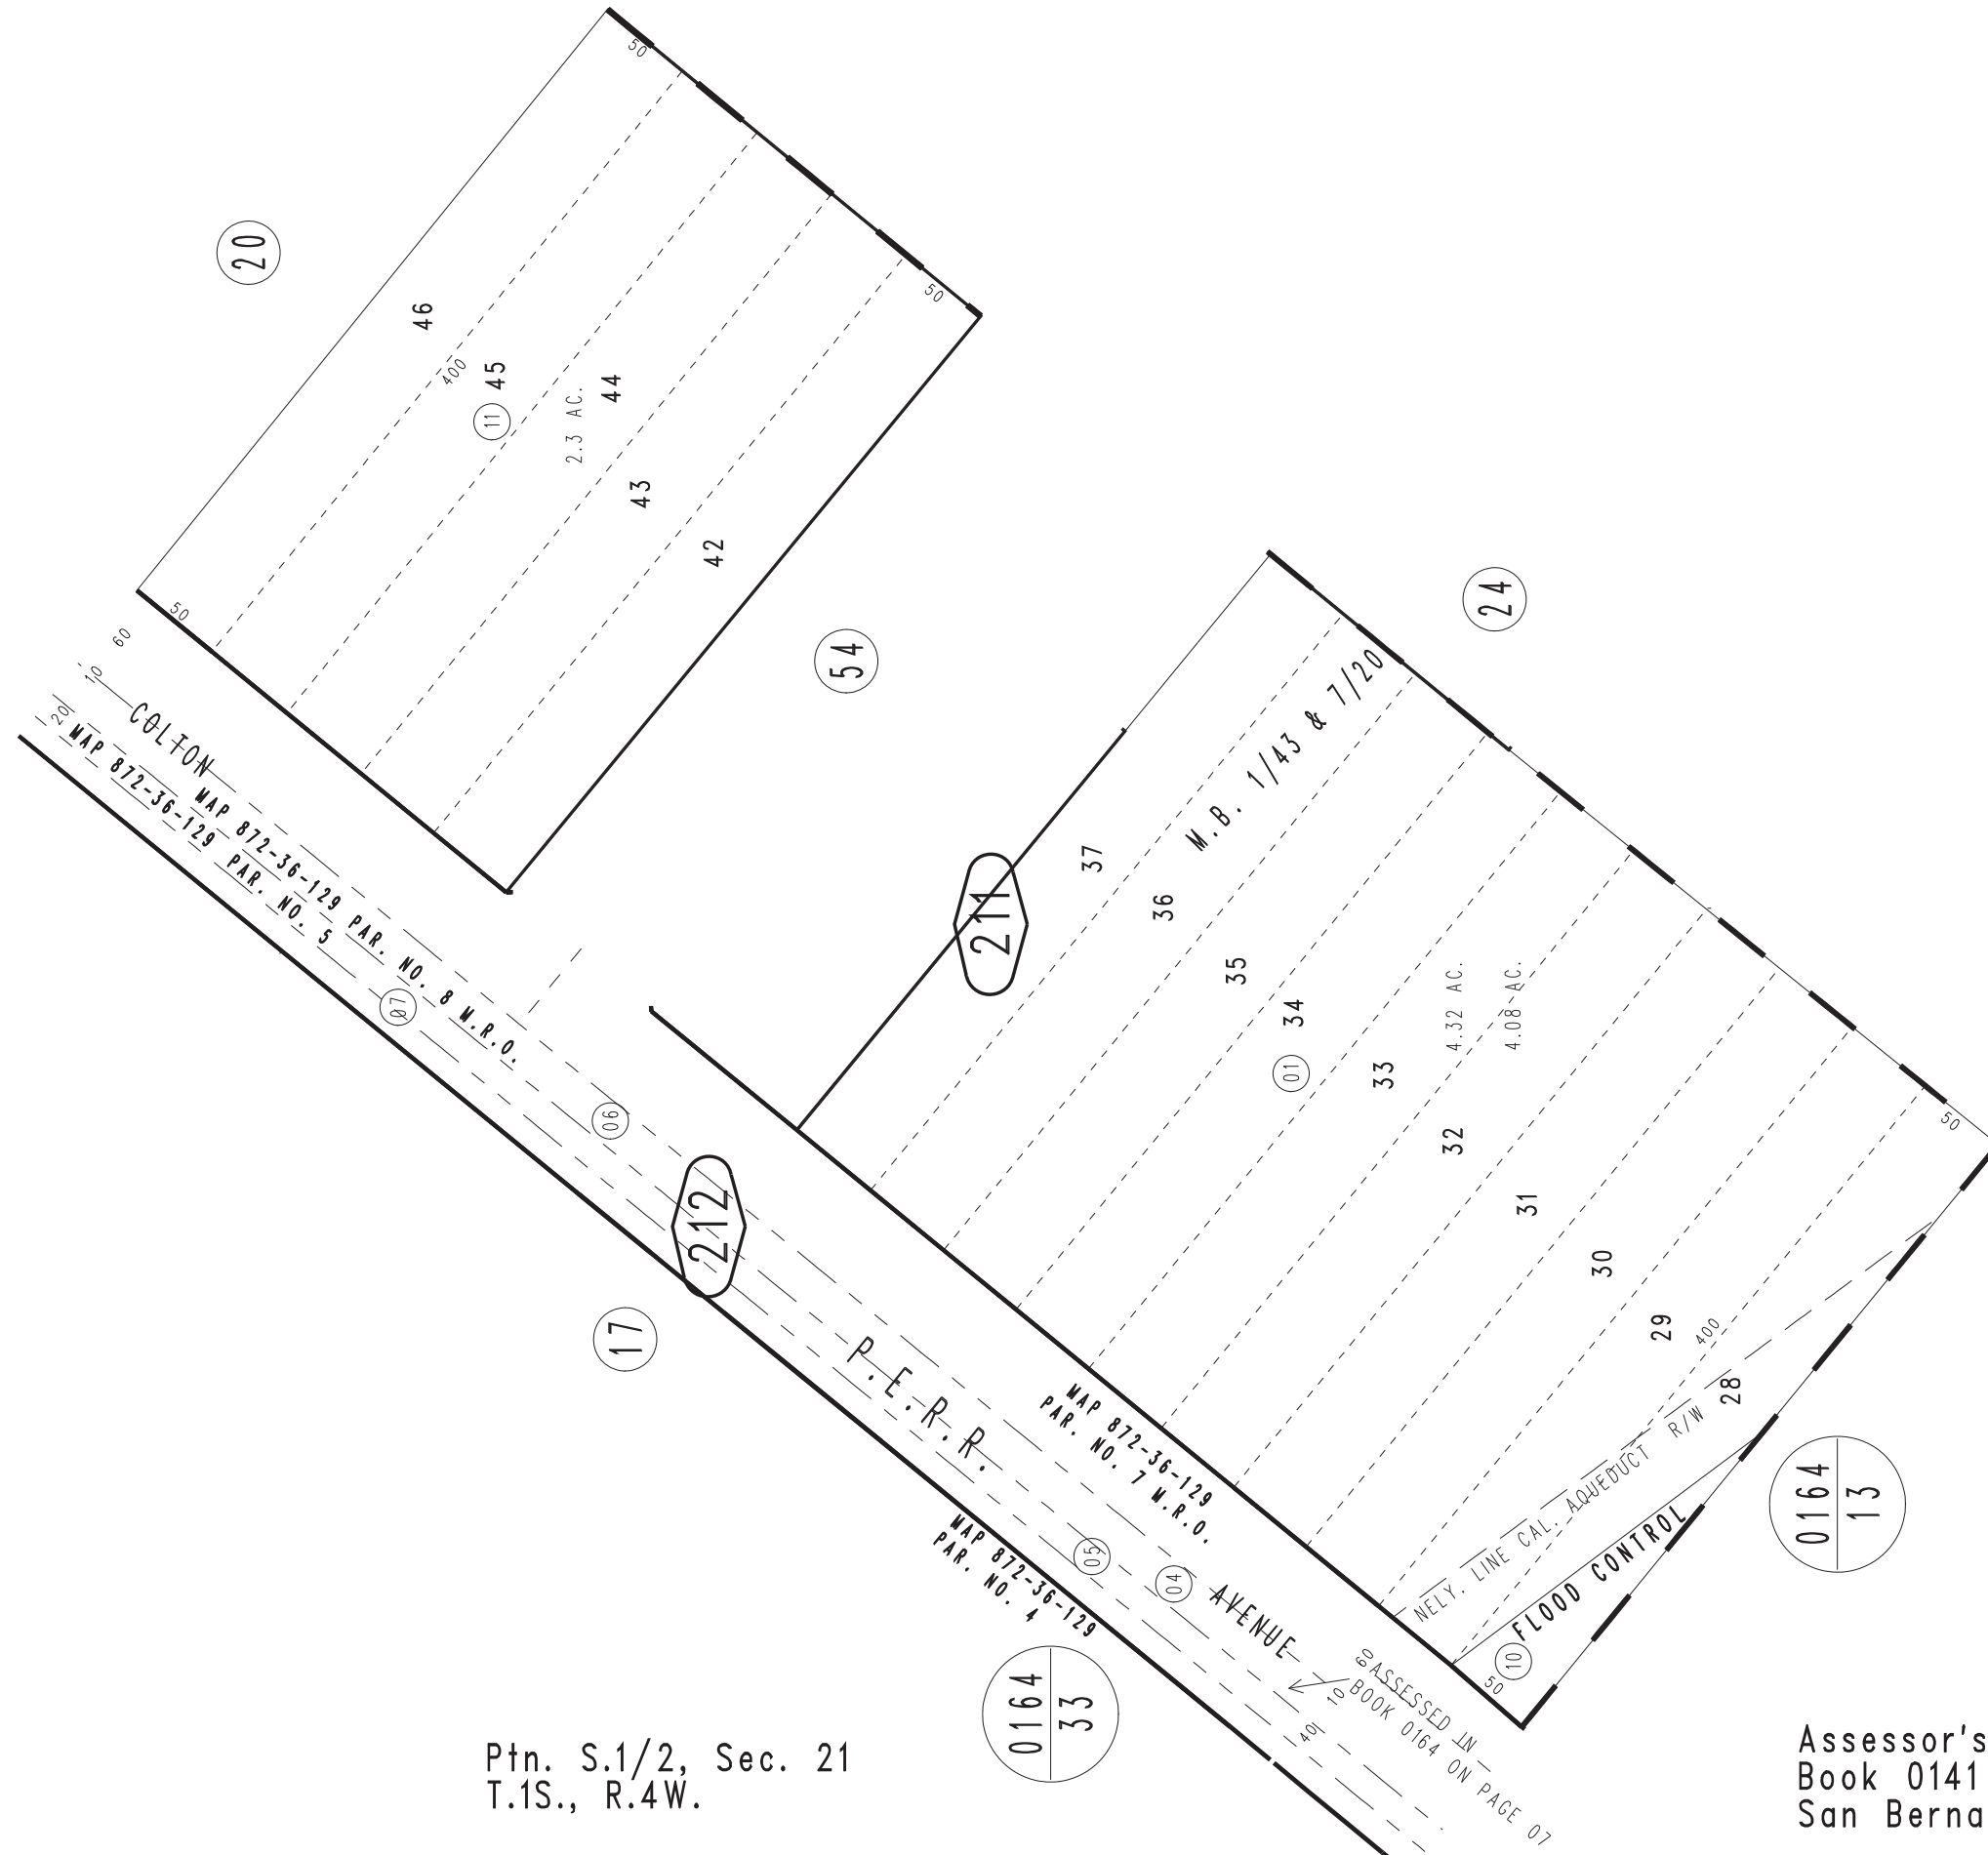 50
20
46
400
45
11
2.3 AC.
44
43
42
50
50
60
10
20
COLTON
MAP 872-36-129 PAR. NO. 8 M.R.O.
MAP 872-36-129 PAR. NO. 5
07
06
54
24
M.B. 1/43 & 7/20
211
37
36
35
34
01
33
4.32 AC.
4.08 AC.
32
31
30
29
400
28
50
212
17
P.E.R.R.
MAP 872-36-129
PAR. NO. 7 M.R.O.
MAP 872-36-129
PAR. NO. 4
05
04
AVENUE
NELY. LINE CAL. AQUEDUCT R/W
FLOOD CONTROL
10
50
60
10
40
ASSESSED IN
BOOK 0164 ON PAGE 07
0164
13
0164
33
Ptn. S.1/2, Sec. 21
T.1S., R.4W.
Assessor's
Book 0141
San Berna